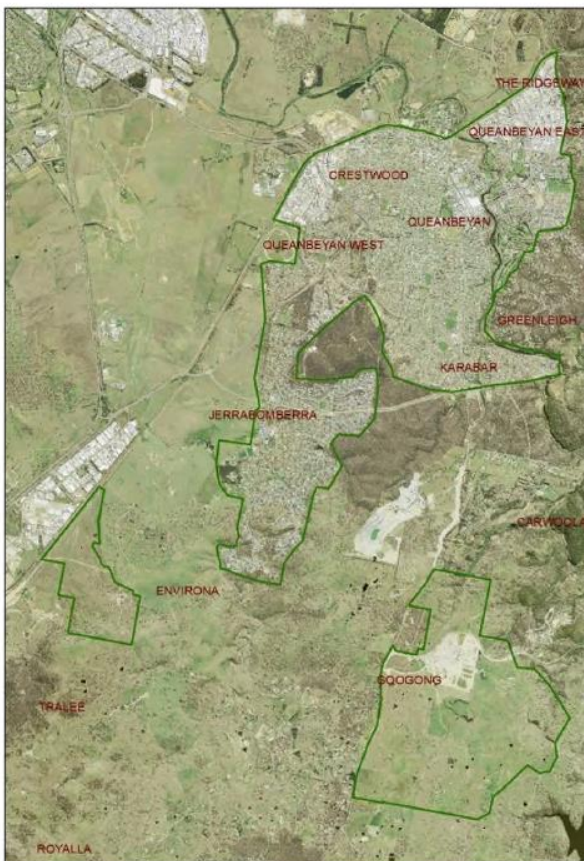 THE RIDGEWAY
QUEANBEYAN EAST
CRESTWOOD
QUEANBEYAN
QUEANBEYAN WEST
GREENLEIGH
KARABAR
JERRABOMBERRA
CARWOOLA
ENVIRONA
GOOGONG
TRALEE
ROYALLA